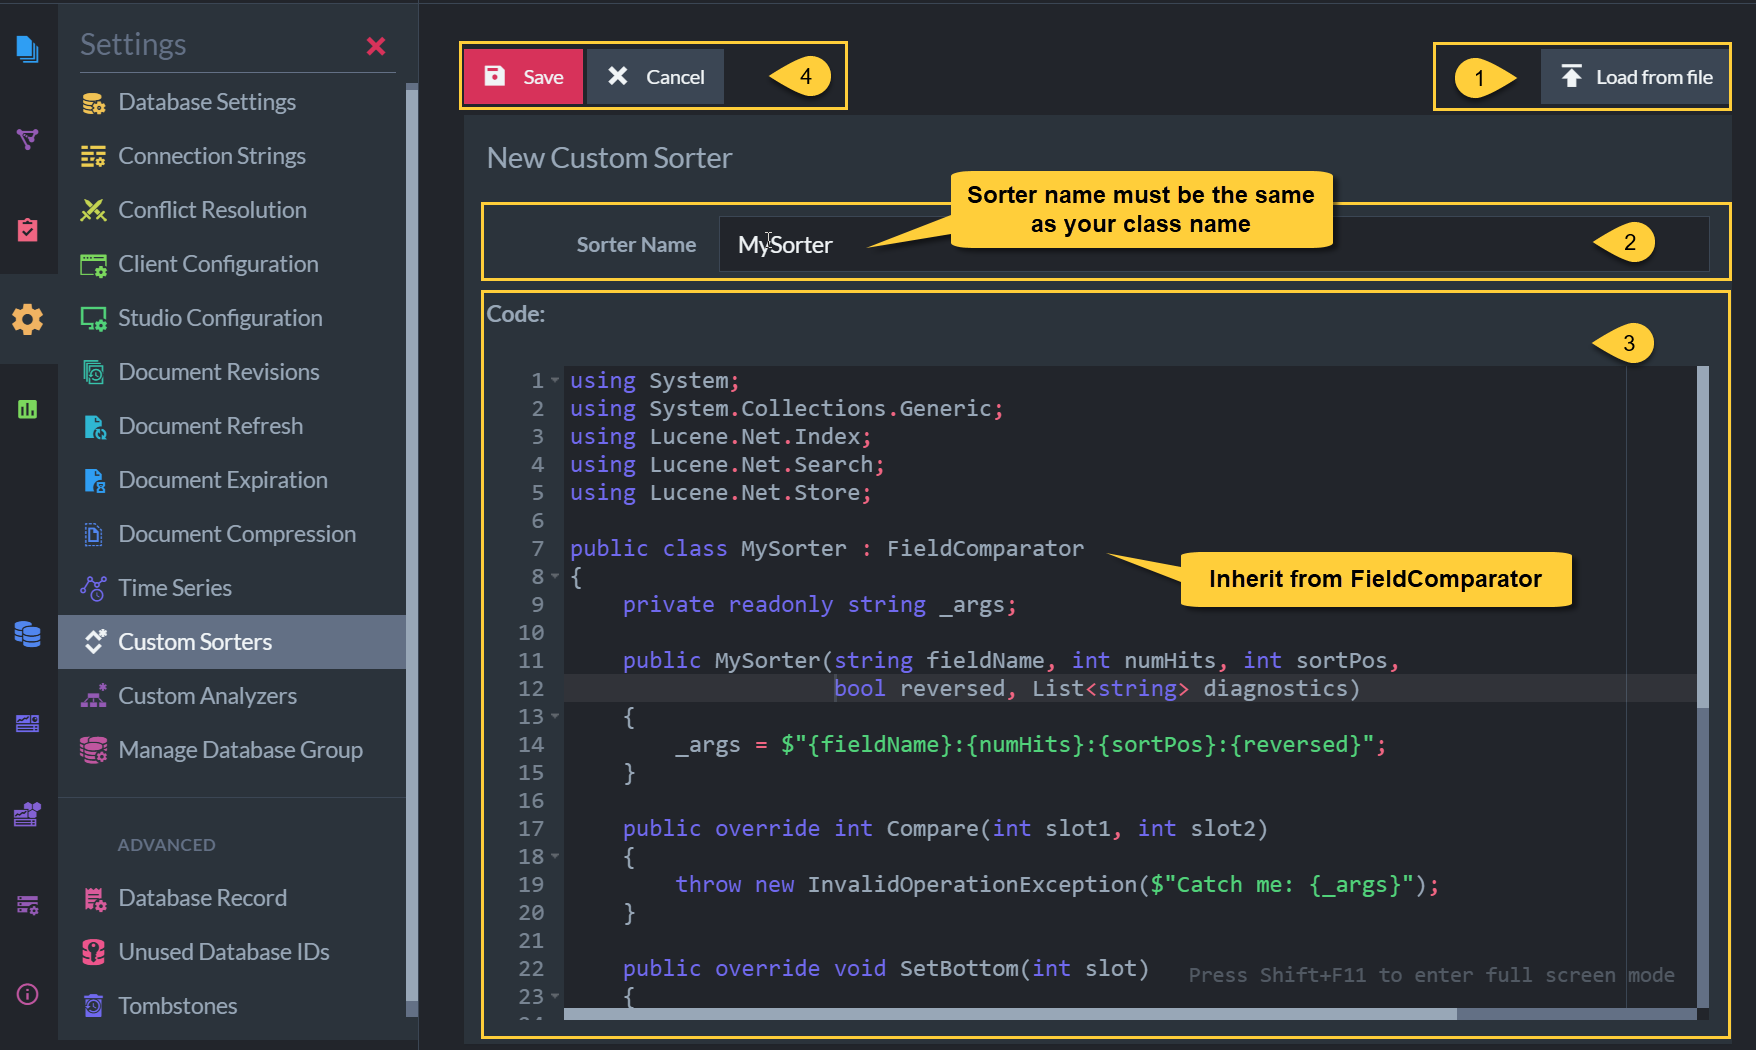 Settings
Database Settings
Connection Strings
Conflict Resolution
Client Configuration
Studio Configuration
Document Revisions
Document Refresh
Document Expiration
Document Compression
Time Series
Custom Sorters
Custom Analyzers
Manage Database Group
ADVANCED
Database Record
Unused Database IDs
Tombstones
Save
Cancel
4
1
Load from file
New Custom Sorter
Sorter name must be the same
as your class name
Sorter Name
MySorter
2
Code:
3
1 using System;
2 using System.Collections.Generic;
3 using Lucene.Net.Index;
4 using Lucene.Net.Search;
5 using Lucene.Net.Store;
6
7 public class MySorter : FieldComparator
Inherit from FieldComparator
8 {
9     private readonly string _args;
10
11     public MySorter(string fieldName, int numHits, int sortPos,
12                     bool reversed, List<string> diagnostics)
13     {
14         _args = $"{fieldName}:{numHits}:{sortPos}:{reversed}";
15     }
16
17     public override int Compare(int slot1, int slot2)
18     {
19         throw new InvalidOperationException($"Catch me: {_args}");
20     }
21
22     public override void SetBottom(int slot)
Press Shift+F11 to enter full screen mode
23     {